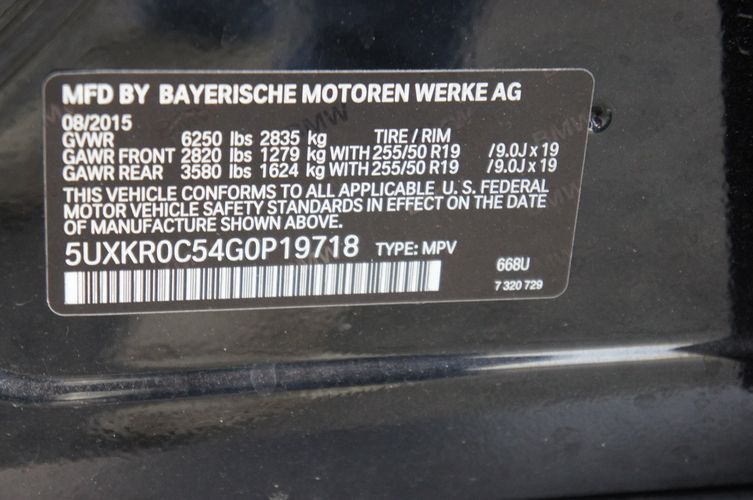 MFD BY BAYERISCHE MOTOREN WERKE AG
08/2015
GVWR 6250 lbs 2835 kg TIRE / RIM
GAWR FRONT 2820 lbs 1279 kg WITH 255/50 R19 /9.0J x 19
GAWR REAR 3580 lbs 1624 kg WITH 255/50 R19 /9.0J x 19
THIS VEHICLE CONFORMS TO ALL APPLICABLE U. S. FEDERAL
MOTOR VEHICLE SAFETY STANDARDS IN EFFECT ON THE DATE
OF MANUFACTURE SHOWN ABOVE.
5UXKR0C54G0P19718 TYPE: MPV
668U
7 320 729
BMW
BMW